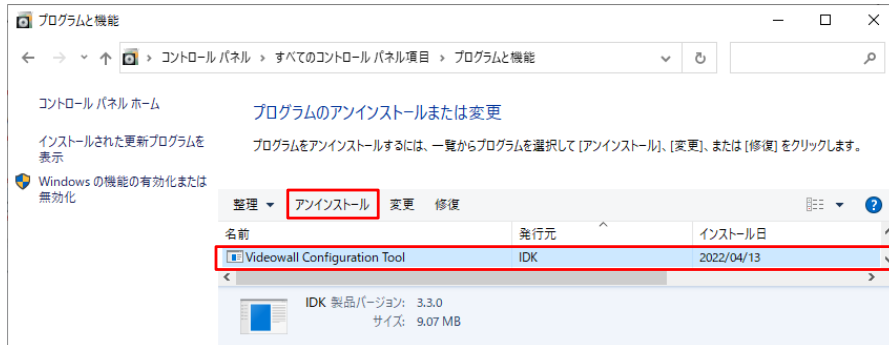 プログラムと機能
コントロール パネル › すべてのコントロール パネル項目 › プログラムと機能
コントロール パネル ホーム
インストールされた更新プログラムを
表示
Windows の機能の有効化または
無効化
プログラムのアンインストールまたは変更
プログラムをアンインストールするには、一覧からプログラムを選択して [アンインストール]、[変更]、または [修復] をクリックします。
整理 アンインストール 変更 修復
名前 発行元 インストール日
Videowall Configuration Tool IDK 2022/04/13
IDK 製品バージョン: 3.3.0
サイズ: 9.07 MB